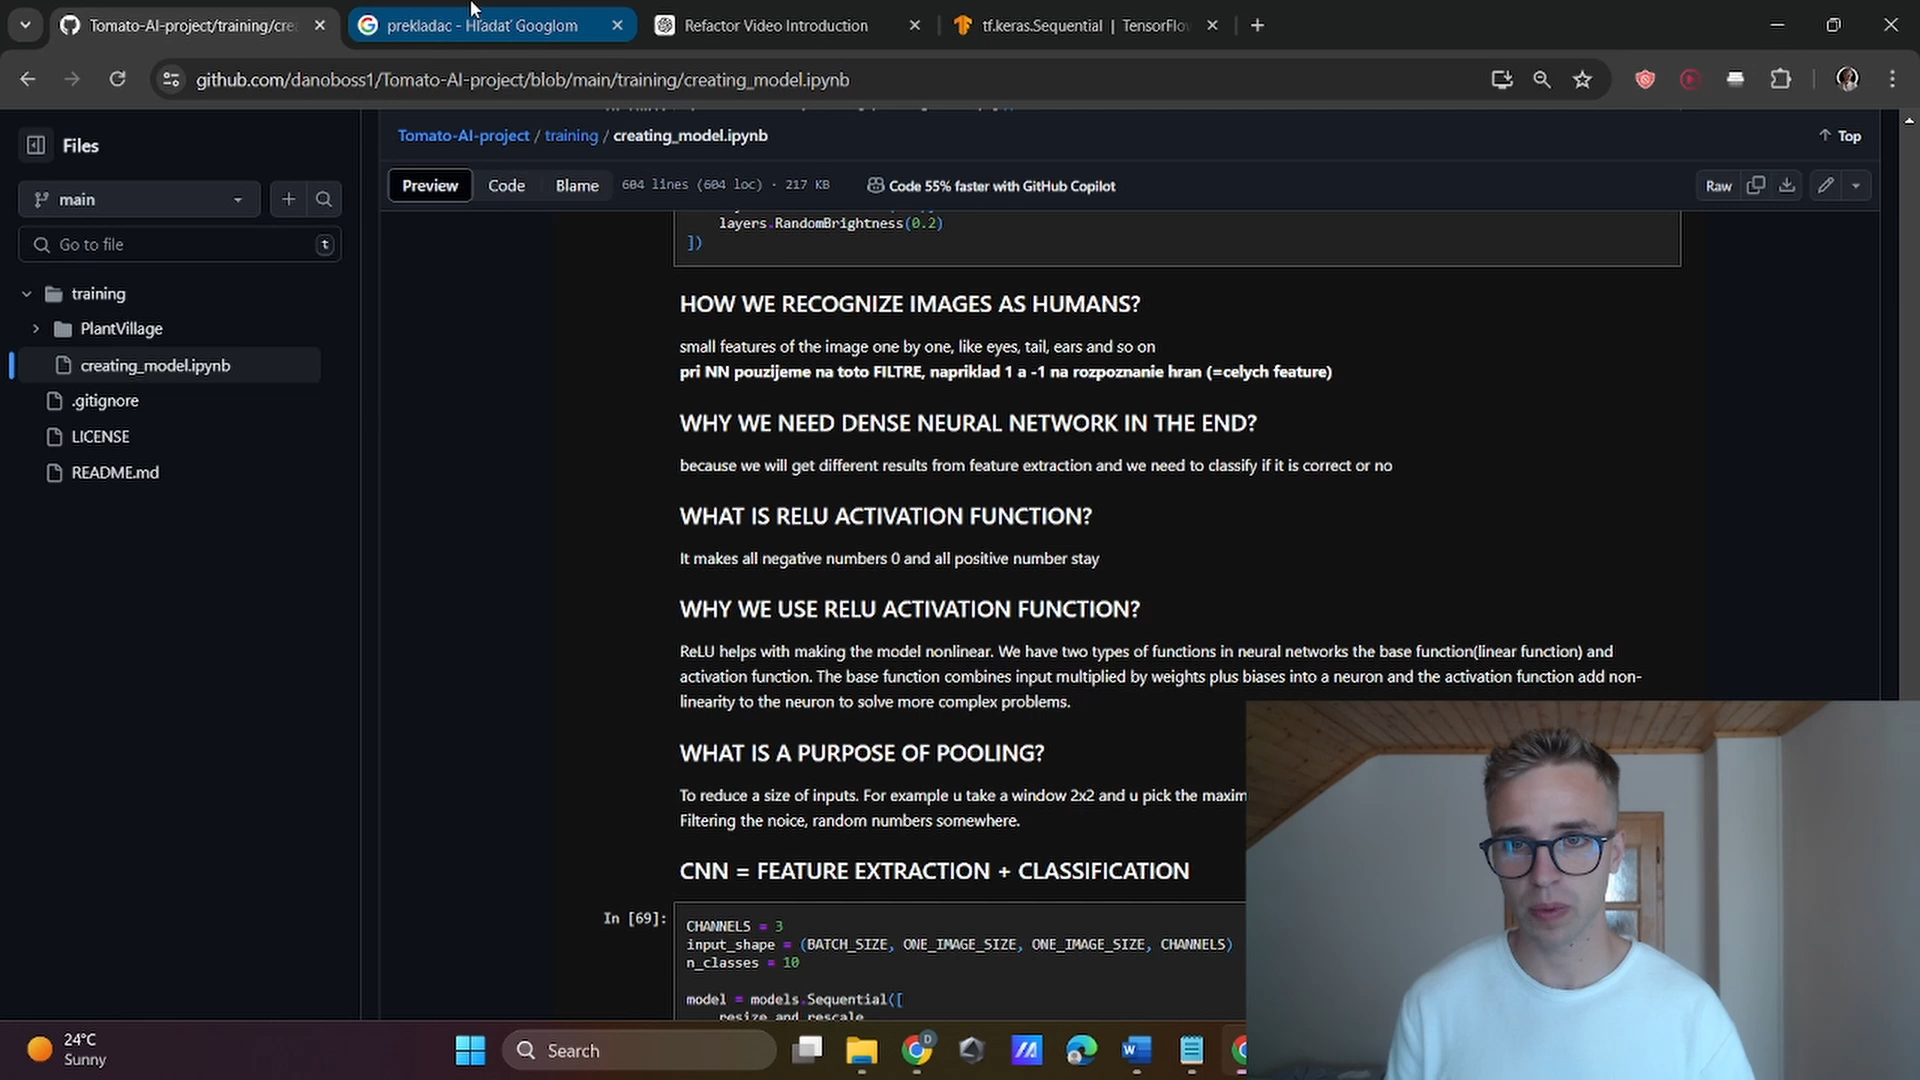 Tomato-AI-project/training/crea
prekladac - Hľadať Googlom
Refactor Video Introduction
tf.keras.Sequential | TensorFlow
github.com/danoboss1/Tomato-AI-project/blob/main/training/creating_model.ipynb
Files
Tomato-AI-project / training / creating_model.ipynb
Top
main
Preview
Code
Blame
604 lines (604 loc) · 217 KB
Code 55% faster with GitHub Copilot
Raw
Go to file
t
training
PlantVillage
creating_model.ipynb
.gitignore
LICENSE
README.md
layers.RandomBrightness(0.2)
])
HOW WE RECOGNIZE IMAGES AS HUMANS?
small features of the image one by one, like eyes, tail, ears and so on
pri NN pouzijeme na toto FILTRE, napriklad 1 a -1 na rozpoznanie hran (=celych feature)
WHY WE NEED DENSE NEURAL NETWORK IN THE END?
because we will get different results from feature extraction and we need to classify if it is correct or no
WHAT IS RELU ACTIVATION FUNCTION?
It makes all negative numbers 0 and all positive number stay
WHY WE USE RELU ACTIVATION FUNCTION?
ReLU helps with making the model nonlinear. We have two types of functions in neural networks the base function(linear function) and
activation function. The base function combines input multiplied by weights plus biases into a neuron and the activation function add non-
linearity to the neuron to solve more complex problems.
WHAT IS A PURPOSE OF POOLING?
To reduce a size of inputs. For example u take a window 2x2 and u pick the maxim
Filtering the noice, random numbers somewhere.
CNN = FEATURE EXTRACTION + CLASSIFICATION
In [69]:
CHANNELS = 3
input_shape = (BATCH_SIZE, ONE_IMAGE_SIZE, ONE_IMAGE_SIZE, CHANNELS)
n_classes = 10
model = models.Sequential([
resize_and_rescale
24°C
Sunny
Search